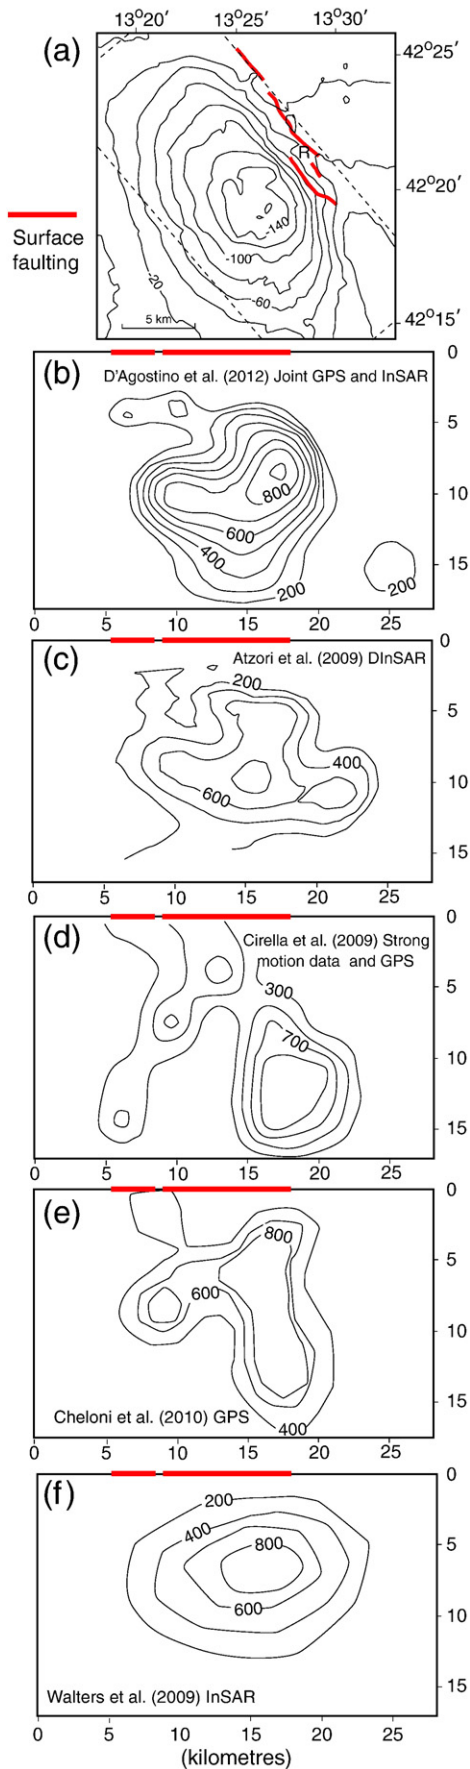 13°20' 13°25' 13°30'
(a)
42°25'
R
42°20'
Surface
faulting
-140
-100
-20
-60
5 km
42°15'
(b)
0
D'Agostino et al. (2012) Joint GPS and InSAR
5
800
10
600
400
15
200
200
0 5 10 15 20 25
(c)
0
Atzori et al. (2009) DInSAR
200
5
400
10
600
15
0 5 10 15 20 25
(d)
0
Cirella et al. (2009) Strong
motion data and GPS
300
5
700
10
15
0 5 10 15 20 25
(e)
0
800
5
600
10
Cheloni et al. (2010) GPS
400
15
0 5 10 15 20 25
(f)
0
200
400
5
800
600
10
Walters et al. (2009) InSAR
15
0 5 10 15 20 25
(kilometres)